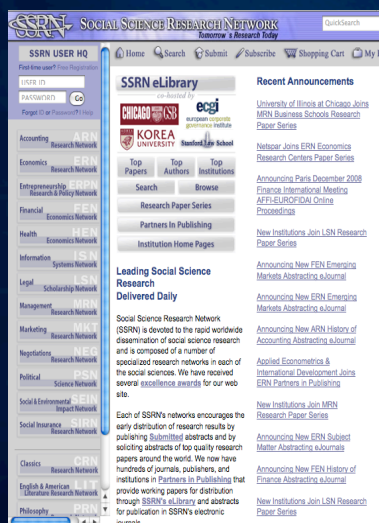 SSRN
SOCIAL SCIENCE RESEARCH NETWORK
Tomorrow's Research Today
QuickSearch
SSRN USER HQ
First time user? Free Registration
USER ID
PASSWORD
Go
Forgot ID or Password? | Help
Home
Search
Submit
Subscribe
Shopping Cart
My
Accounting
ARN
Research Network
Economics
ERN
Research Network
Entrepreneurship
ERPN
Research & Policy Network
Financial
FEN
Economics Network
Health
HEN
Economics Network
Information
ISN
Systems Network
Legal
LSN
Scholarship Network
Management
MRN
Research Network
Marketing
MKT
Research Network
Negotiations
NEG
Research Network
Political
PSN
Science Network
Social & Environmental
SEIN
Impact Network
Social Insurance
SIRN
Research Network
Classics
CRN
Research Network
English & American
LIT
Literature Research Network
Philosophy
PRN
SSRN eLibrary
co-hosted by
CHICAGO GSB
ecgi
european corporate
governance institute
KOREA
UNIVERSITY
Stanford Law School
Top
Papers
Top
Authors
Top
Institutions
Search
Browse
Research Paper Series
Partners In Publishing
Institution Home Pages
Leading Social Science
Research
Delivered Daily
Social Science Research Network
(SSRN) is devoted to the rapid worldwide
dissemination of social science research
and is composed of a number of
specialized research networks in each of
the social sciences. We have received
several excellence awards for our web
site.
Each of SSRN's networks encourages the
early distribution of research results by
publishing Submitted abstracts and by
soliciting abstracts of top quality research
papers around the world. We now have
hundreds of journals, publishers, and
institutions in Partners in Publishing that
provide working papers for distribution
through SSRN's eLibrary and abstracts
for publication in SSRN's electronic
journals.
Recent Announcements
University of Illinois at Chicago Joins
MRN Business Schools Research
Paper Series
Netspar Joins ERN Economics
Research Centers Paper Series
Announcing Paris December 2008
Finance International Meeting
AFFI-EUROFIDAI Online
Proceedings
New Institutions Join LSN Research
Paper Series
Announcing New FEN Emerging
Markets Abstracting eJournal
Announcing New ERN Emerging
Markets Abstracting eJournal
Announcing New ARN History of
Accounting Abstracting eJournal
Applied Econometrics &
International Development Joins
ERN Partners in Publishing
New Institutions Join MRN
Research Paper Series
Announcing New ERN Subject
Matter Abstracting eJournals
Announcing New FEN History of
Finance Abstracting eJournal
New Institutions Join LSN Research
Paper Series